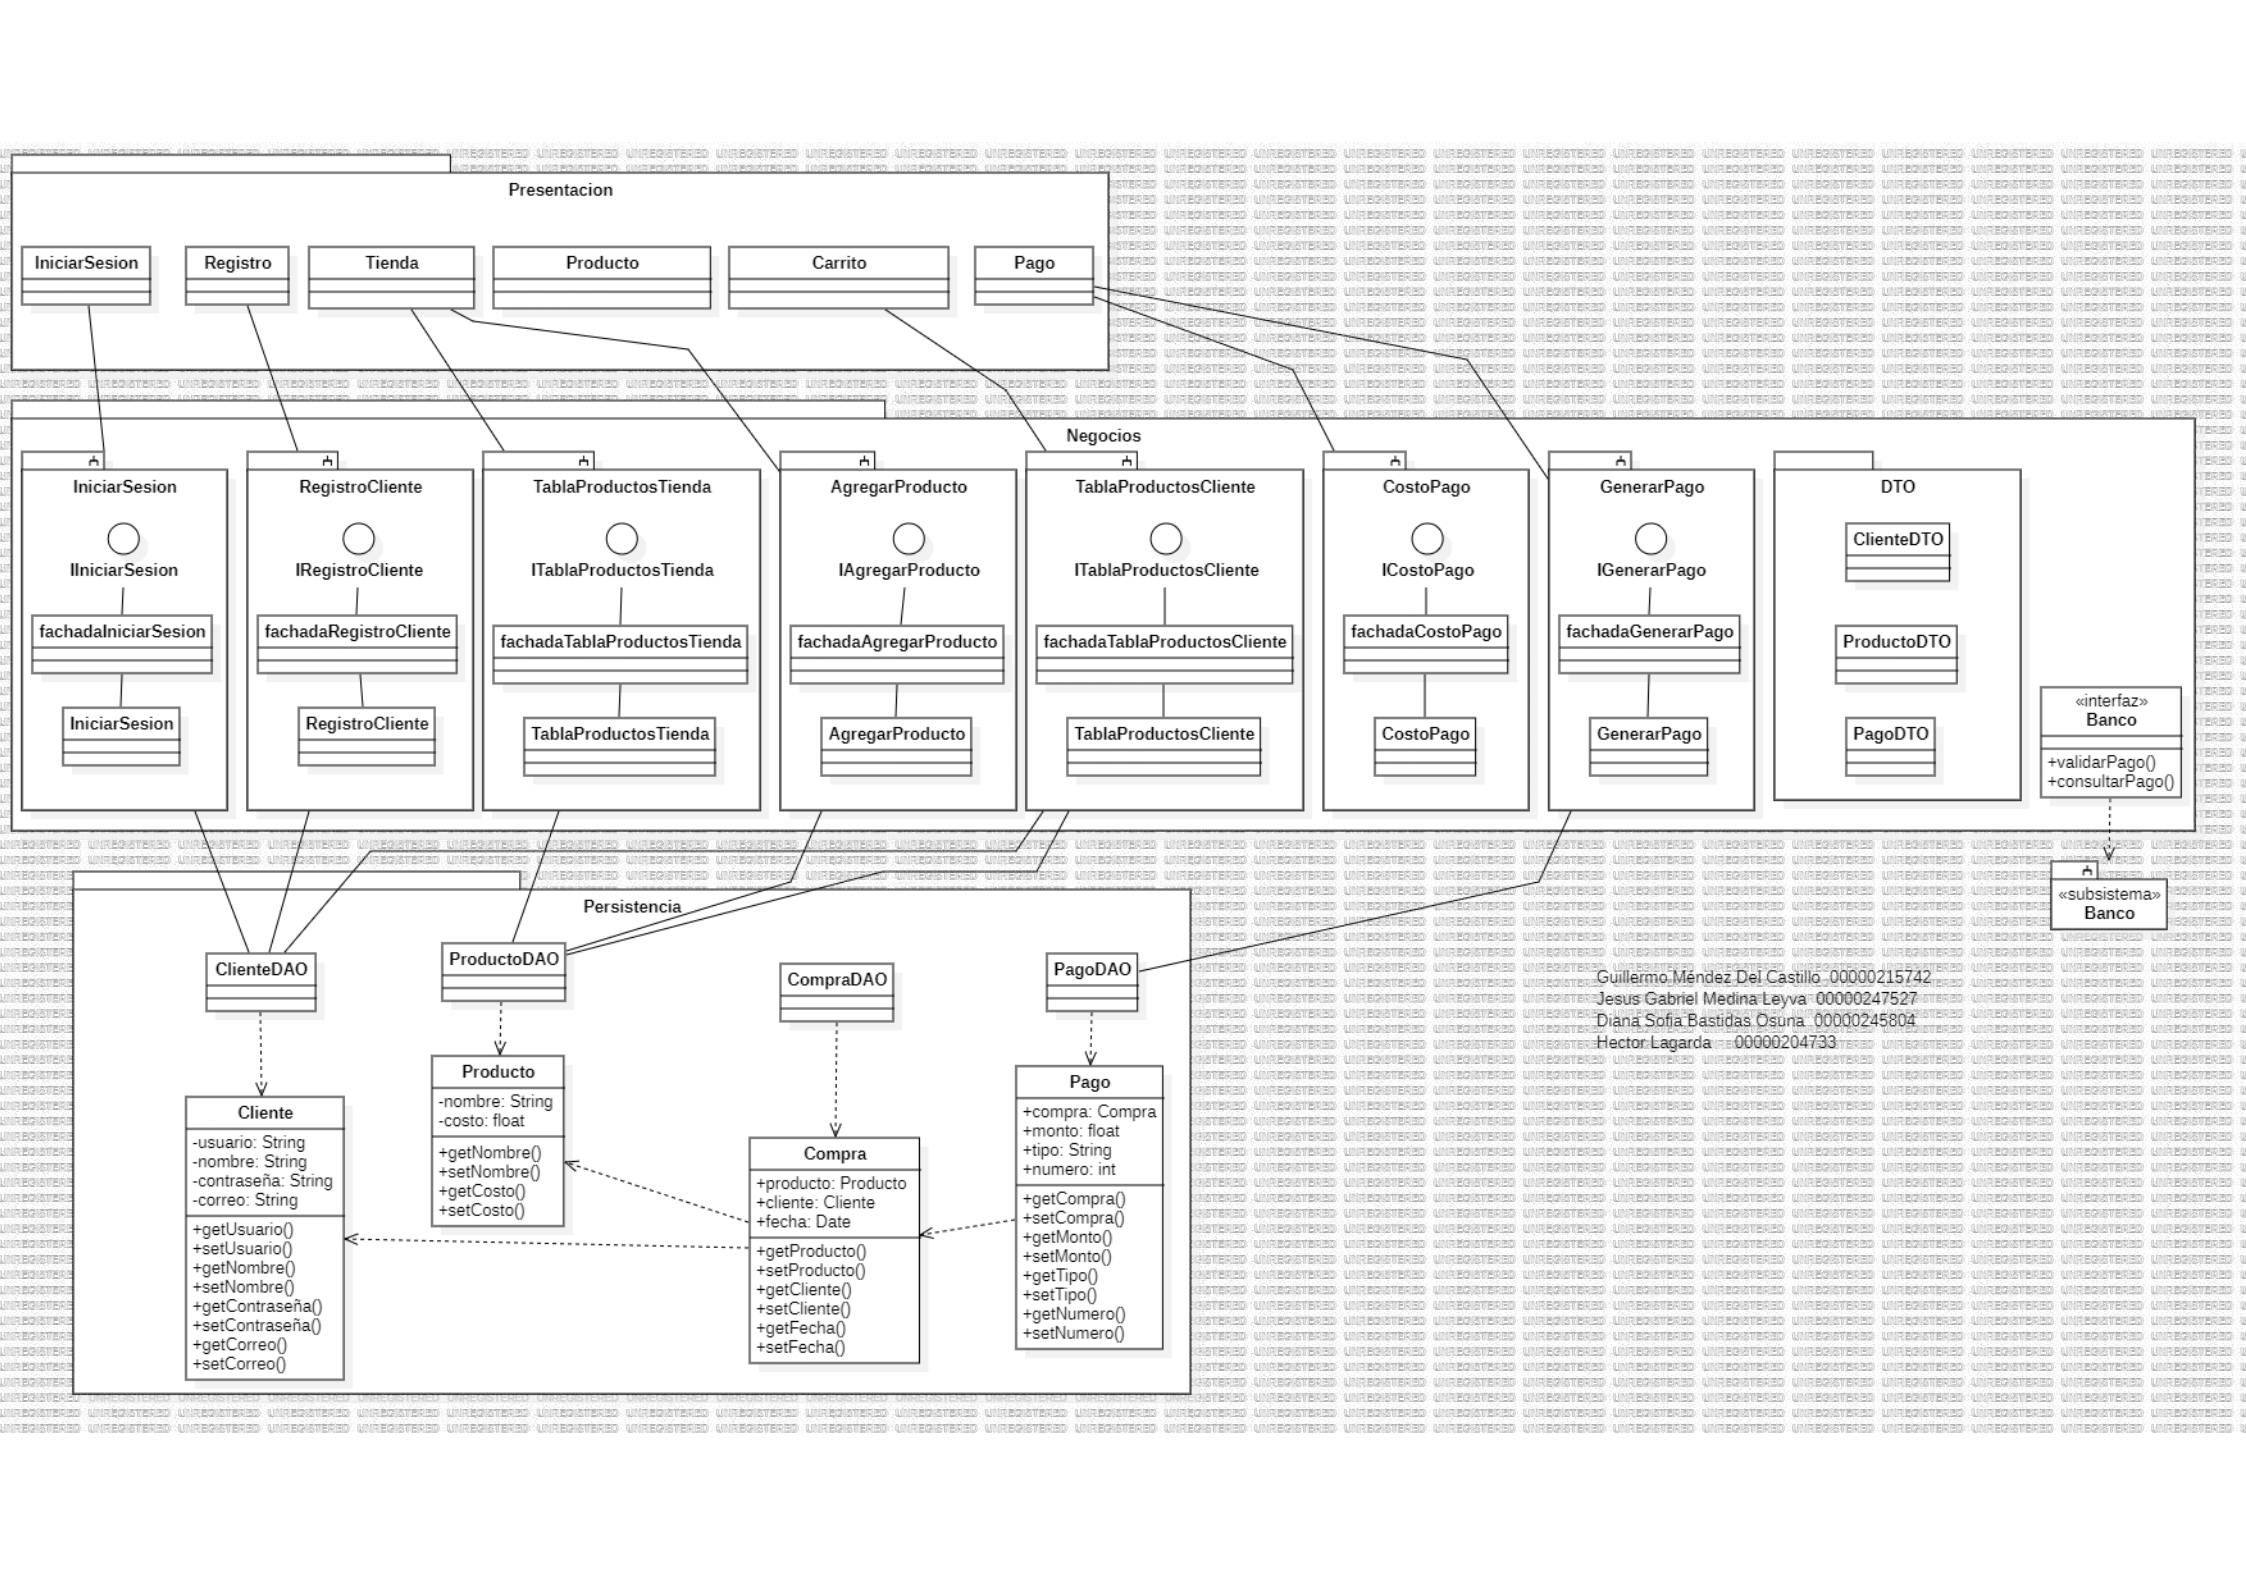 Presentacion
IniciarSesion
Registro
Tienda
Producto
Carrito
Pago
Negocios
IniciarSesion
IIniciarSesion
fachadaIniciarSesion
IniciarSesion
RegistroCliente
IRegistroCliente
fachadaRegistroCliente
RegistroCliente
TablaProductosTienda
ITablaProductosTienda
fachadaTablaProductosTienda
TablaProductosTienda
AgregarProducto
IAgregarProducto
fachadaAgregarProducto
AgregarProducto
TablaProductosCliente
ITablaProductosCliente
fachadaTablaProductosCliente
TablaProductosCliente
CostoPago
ICostoPago
fachadaCostoPago
CostoPago
GenerarPago
IGenerarPago
fachadaGenerarPago
GenerarPago
DTO
ClienteDTO
ProductoDTO
PagoDTO
«interfaz»
Banco
+validarPago()
+consultarPago()
«subsistema»
Banco
Persistencia
ClienteDAO
ProductoDAO
CompraDAO
PagoDAO
Cliente
-usuario: String
-nombre: String
-contraseña: String
-correo: String
+getUsuario()
+setUsuario()
+getNombre()
+setNombre()
+getContraseña()
+setContraseña()
+getCorreo()
+setCorreo()
Producto
-nombre: String
-costo: float
+getNombre()
+setNombre()
+getCosto()
+setCosto()
Compra
+producto: Producto
+cliente: Cliente
+fecha: Date
+getProducto()
+setProducto()
+getCliente()
+setCliente()
+getFecha()
+setFecha()
Pago
+compra: Compra
+monto: float
+tipo: String
+numero: int
+getCompra()
+setCompra()
+getMonto()
+setMonto()
+getTipo()
+setTipo()
+getNumero()
+setNumero()
Guillermo Méndez Del Castillo 00000215742
Jesus Gabriel Medina Leyva 00000247527
Diana Sofia Bastidas Osuna 00000245804
Hector Lagarda 00000204733
UNREGISTERED